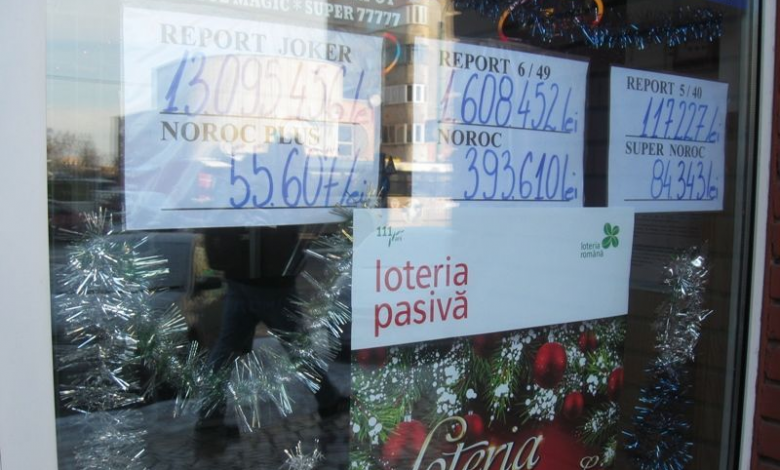 MAGIC * SUPER 77777
REPORT JOKER
13.095.456 lei
NOROC PLUS
55.607 lei
REPORT 6/49
1.608.452 lei
NOROC
393.610 lei
REPORT 5/40
117.227 lei
SUPER NOROC
84.343 lei
111 ani
loteria
română
loteria
pasivă
Loteria